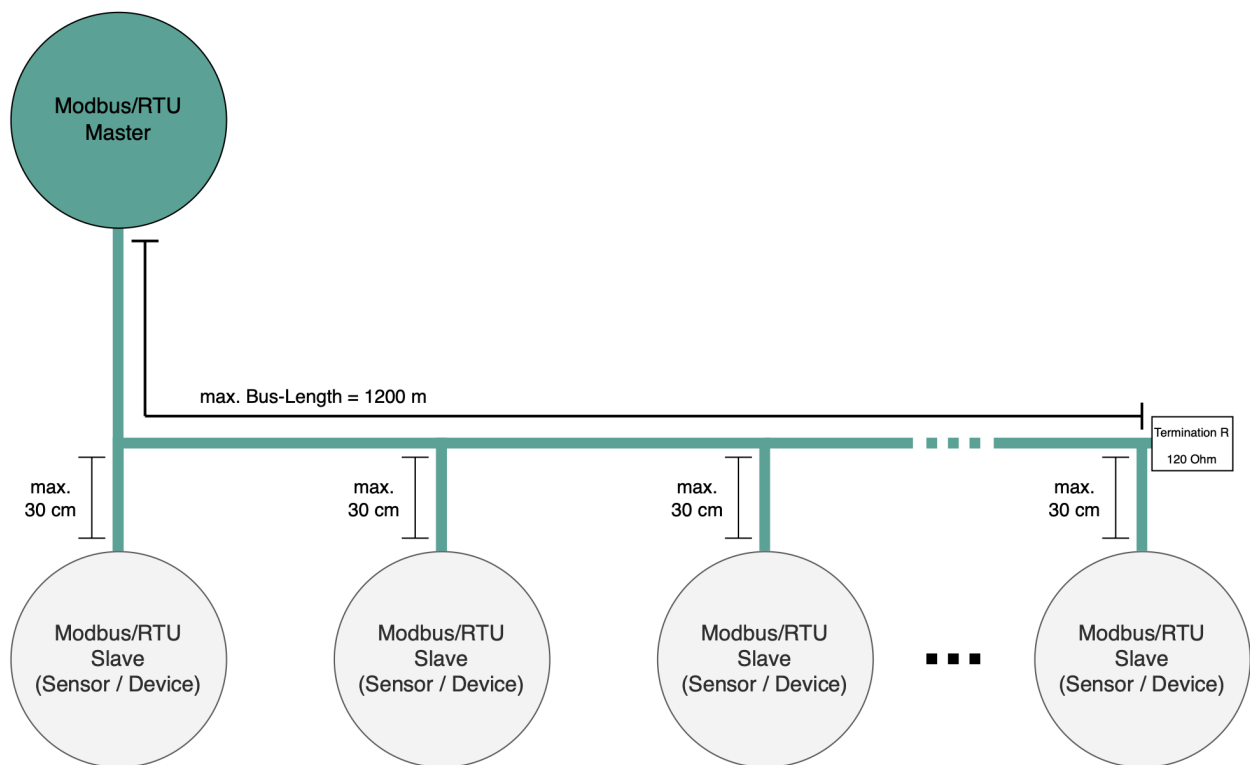 Modbus/RTU
Master
max. Bus-Length = 1200 m
Termination R
120 Ohm
max.
30 cm
max.
30 cm
max.
30 cm
max.
30 cm
Modbus/RTU
Slave
(Sensor / Device)
Modbus/RTU
Slave
(Sensor / Device)
Modbus/RTU
Slave
(Sensor / Device)
Modbus/RTU
Slave
(Sensor / Device)